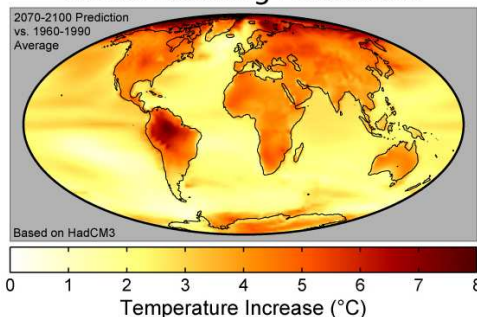 2070-2100 Prediction
vs. 1960-1990
Average
Based on HadCM3
0 1 2 3 4 5 6 7 8
Temperature Increase (°C)